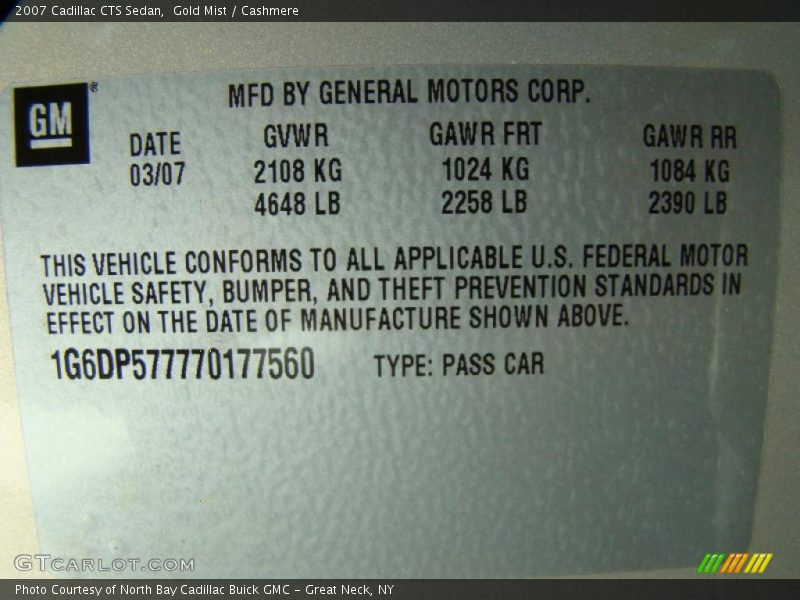 2007 Cadillac CTS Sedan,  Gold Mist / Cashmere
GM®
MFD BY GENERAL MOTORS CORP.
DATE GVWR GAWR FRT GAWR RR
03/07 2108 KG 1024 KG 1084 KG
4648 LB 2258 LB 2390 LB
THIS VEHICLE CONFORMS TO ALL APPLICABLE U.S. FEDERAL MOTOR
VEHICLE SAFETY, BUMPER, AND THEFT PREVENTION STANDARDS IN
EFFECT ON THE DATE OF MANUFACTURE SHOWN ABOVE.
1G6DP577770177560 TYPE: PASS CAR
GTCARLOT.COM
Photo Courtesy of North Bay Cadillac Buick GMC - Great Neck, NY